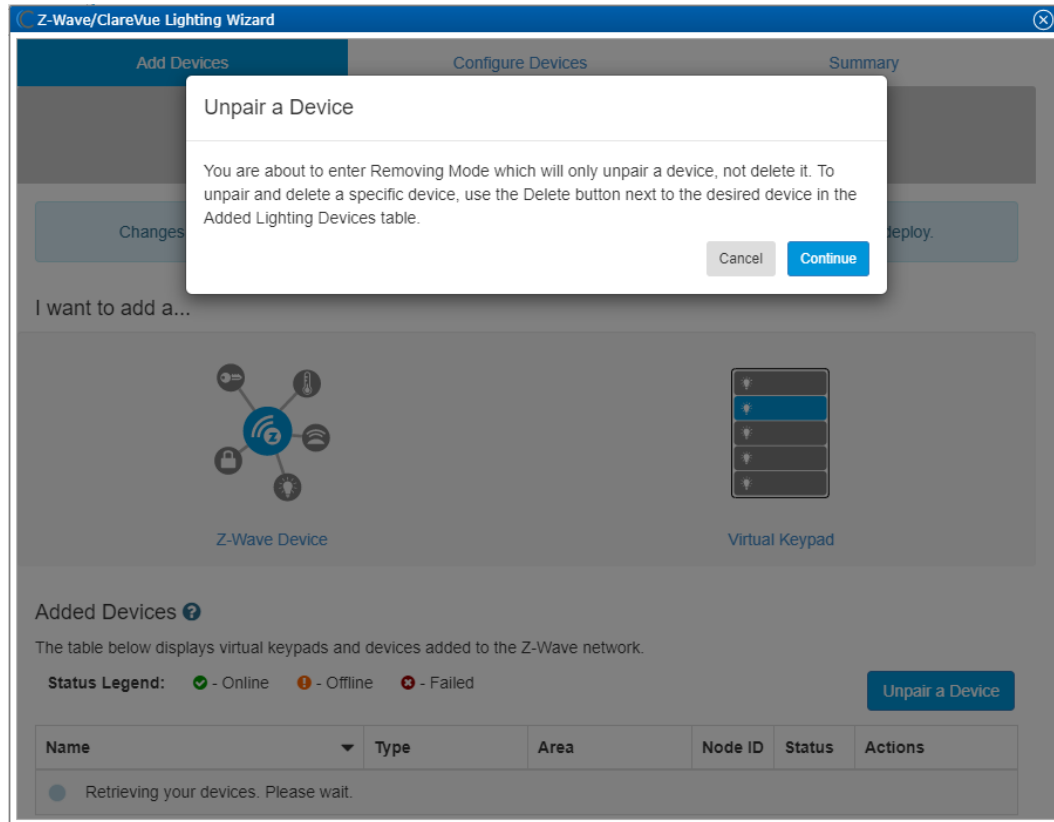 Z-Wave/ClareVue Lighting Wizard
Add Devices Configure Devices Summary
Unpair a Device
You are about to enter Removing Mode which will only unpair a device, not delete it. To
unpair and delete a specific device, use the Delete button next to the desired device in the
Added Lighting Devices table.
Cancel Continue
Changes deploy.
I want to add a...
Z-Wave Device Virtual Keypad
Added Devices
The table below displays virtual keypads and devices added to the Z-Wave network.
Status Legend: - Online - Offline - Failed
Unpair a Device
Name Type Area Node ID Status Actions
Retrieving your devices. Please wait.